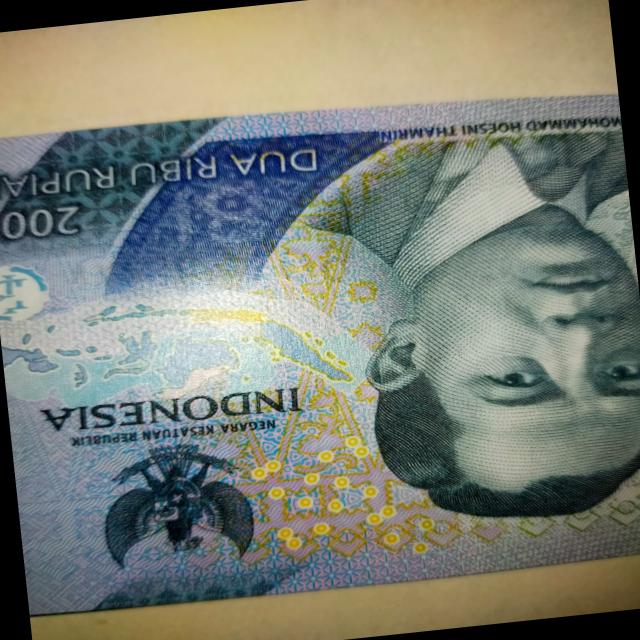 NEGARA KESATUAN REPUBLIK
INDONESIA
200
DUA RIBU RUPIA
MOHAMMAD HOESNI THAMRIN